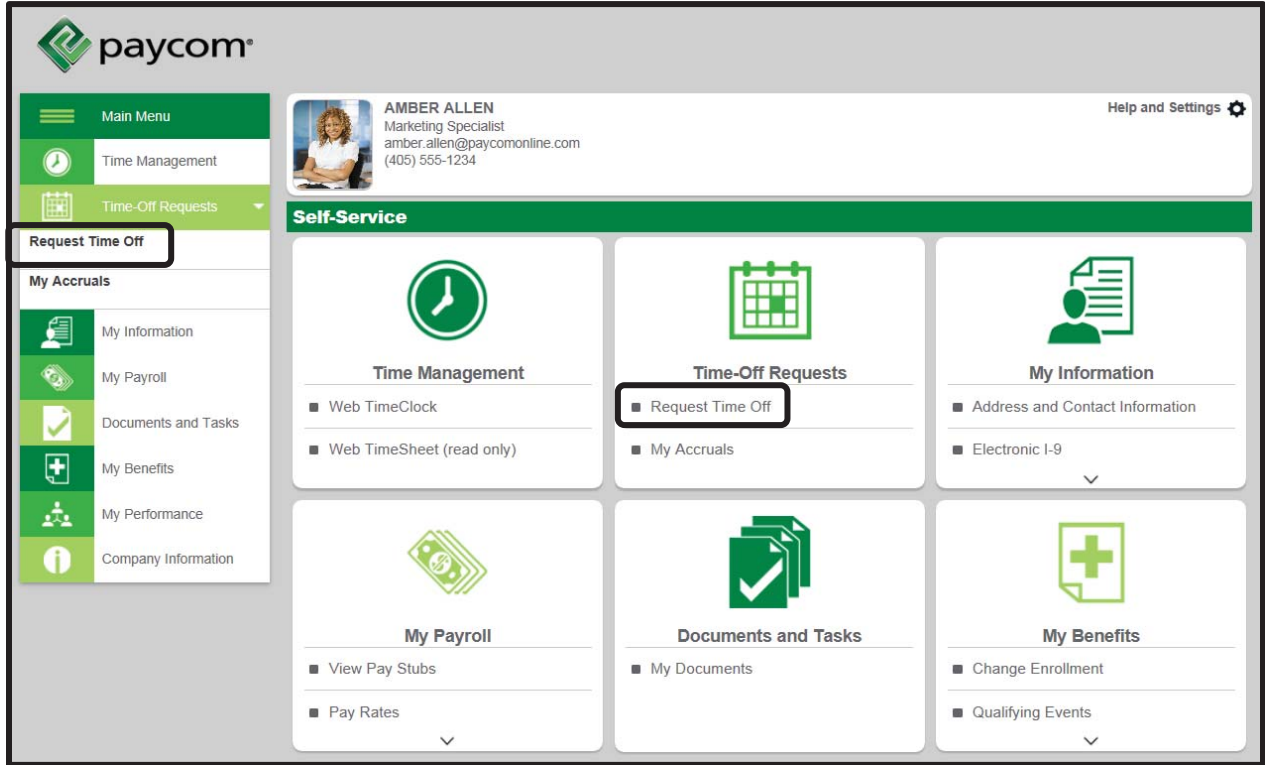 paycom
Main Menu
Time Management
Time-Off Requests
Request Time Off
My Accruals
My Information
My Payroll
Documents and Tasks
My Benefits
My Performance
Company Information
AMBER ALLEN
Marketing Specialist
amber.allen@paycomonline.com
(405) 555-1234
Help and Settings
Self-Service
Time Management
Web TimeClock
Web TimeSheet (read only)
Time-Off Requests
Request Time Off
My Accruals
My Information
Address and Contact Information
Electronic I-9
My Payroll
View Pay Stubs
Pay Rates
Documents and Tasks
My Documents
My Benefits
Change Enrollment
Qualifying Events